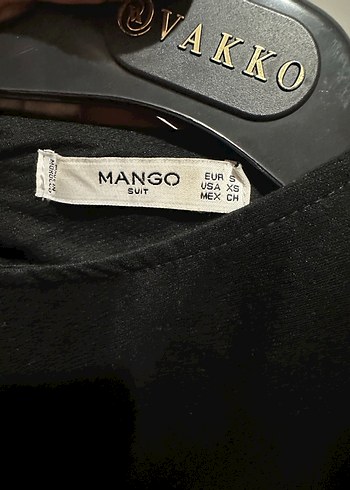 VAKKO
MANGO
SUIT
EUR S
USA XS
MEX CH